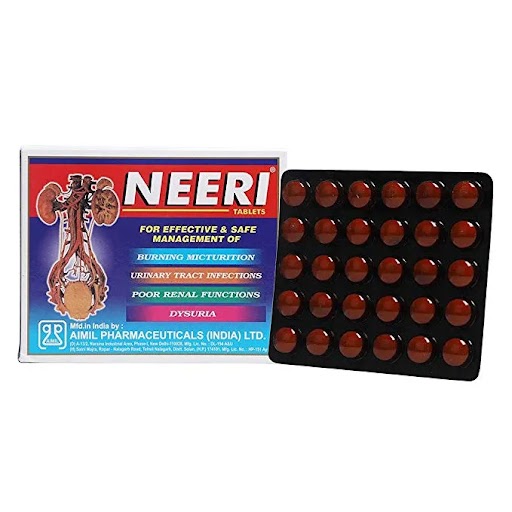 NEERI®
TABLETS
FOR EFFECTIVE & SAFE
MANAGEMENT OF
BURNING MICTURITION
URINARY TRACT INFECTIONS
POOR RENAL FUNCTIONS
DYSURIA
Mfd.in India by :
AIMIL PHARMACEUTICALS (INDIA) LTD.
AIMIL